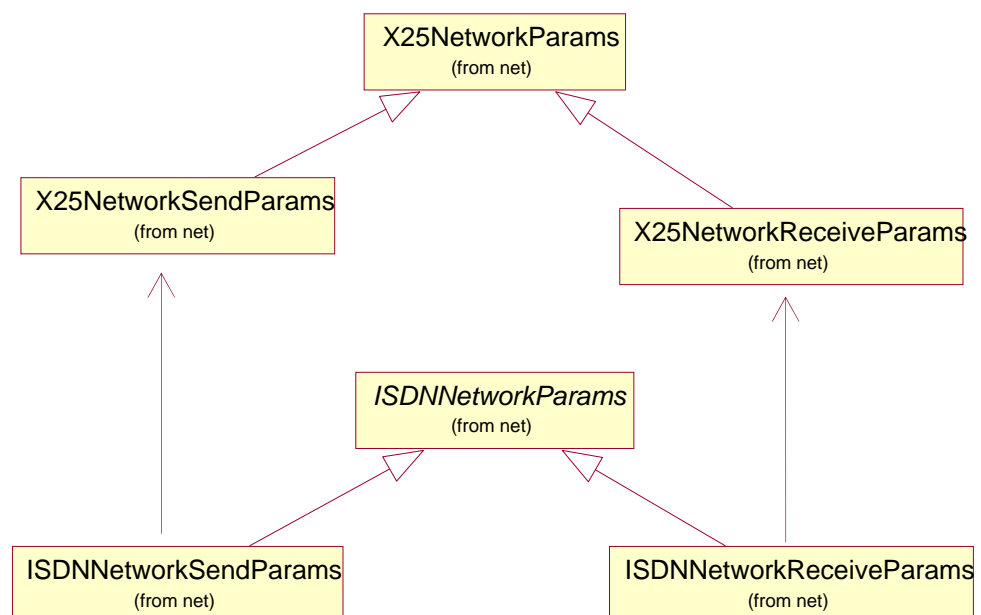 X25NetworkParams
(from net)
X25NetworkSendParams
(from net)
X25NetworkReceiveParams
(from net)
ISDNNetworkParams
(from net)
ISDNNetworkSendParams
(from net)
ISDNNetworkReceiveParams
(from net)